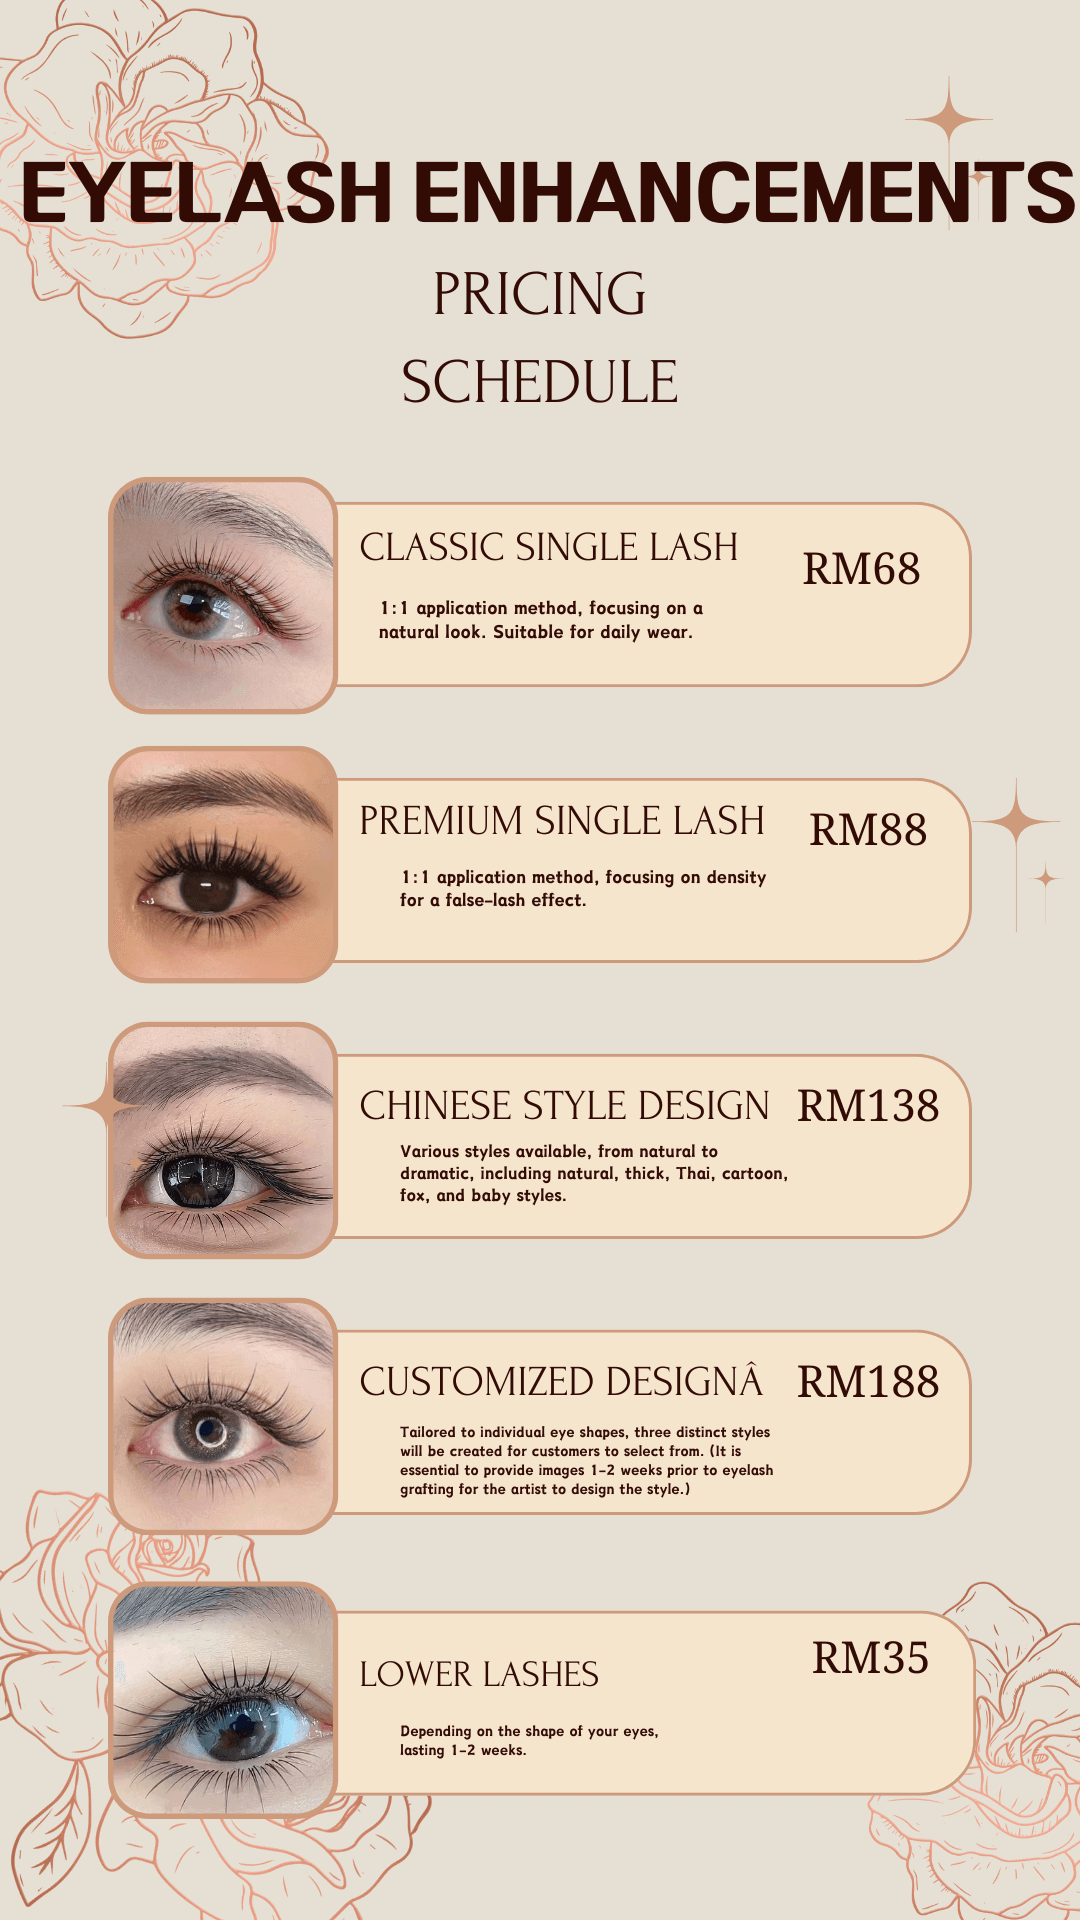 EYELASH ENHANCEMENTS
PRICING
SCHEDULE
CLASSIC SINGLE LASH
RM68
1:1 application method, focusing on a
natural look. Suitable for daily wear.
PREMIUM SINGLE LASH
RM88
1:1 application method, focusing on density
for a false-lash effect.
CHINESE STYLE DESIGN
RM138
Various styles available, from natural to
dramatic, including natural, thick, Thai, cartoon,
fox, and baby styles.
CUSTOMIZED DESIGNÂ
RM188
Tailored to individual eye shapes, three distinct styles
will be created for customers to select from. (It is
essential to provide images 1-2 weeks prior to eyelash
grafting for the artist to design the style.)
LOWER LASHES
RM35
Depending on the shape of your eyes,
lasting 1-2 weeks.